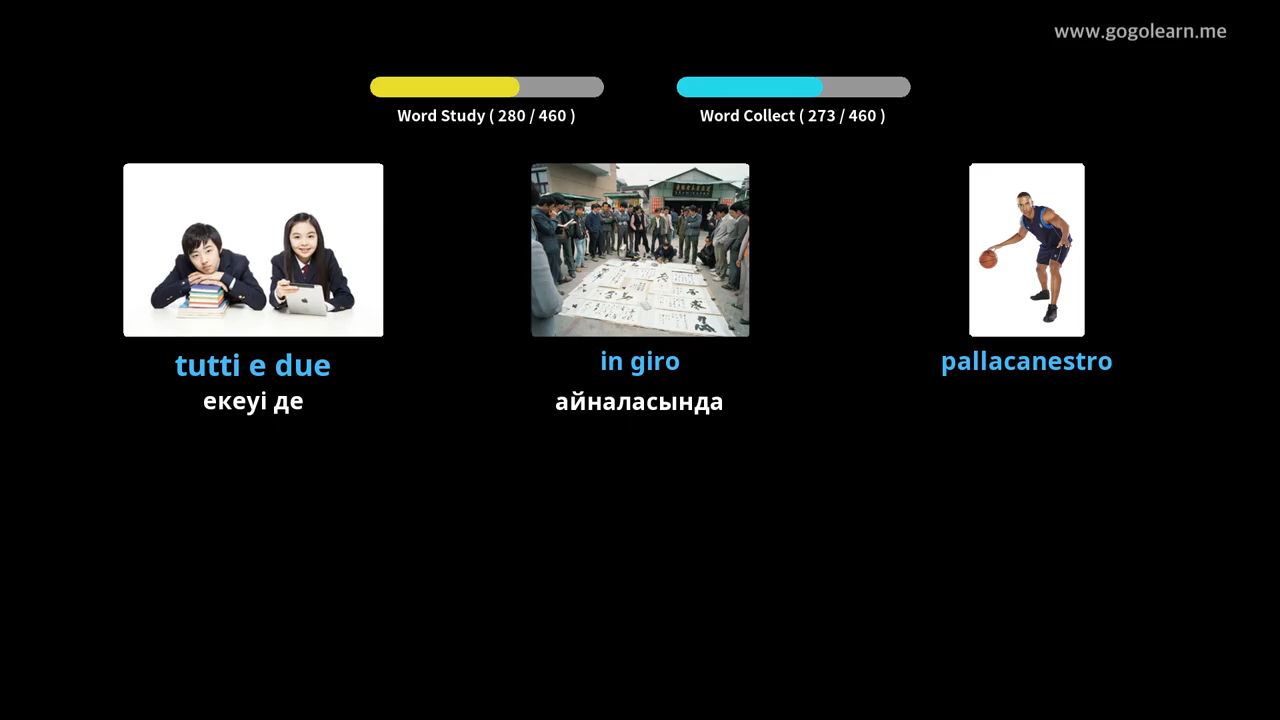 www.gogolearn.me
Word Study ( 280 / 460 )
Word Collect ( 273 / 460 )
tutti e due
екеуі де
in giro
айналасында
pallacanestro